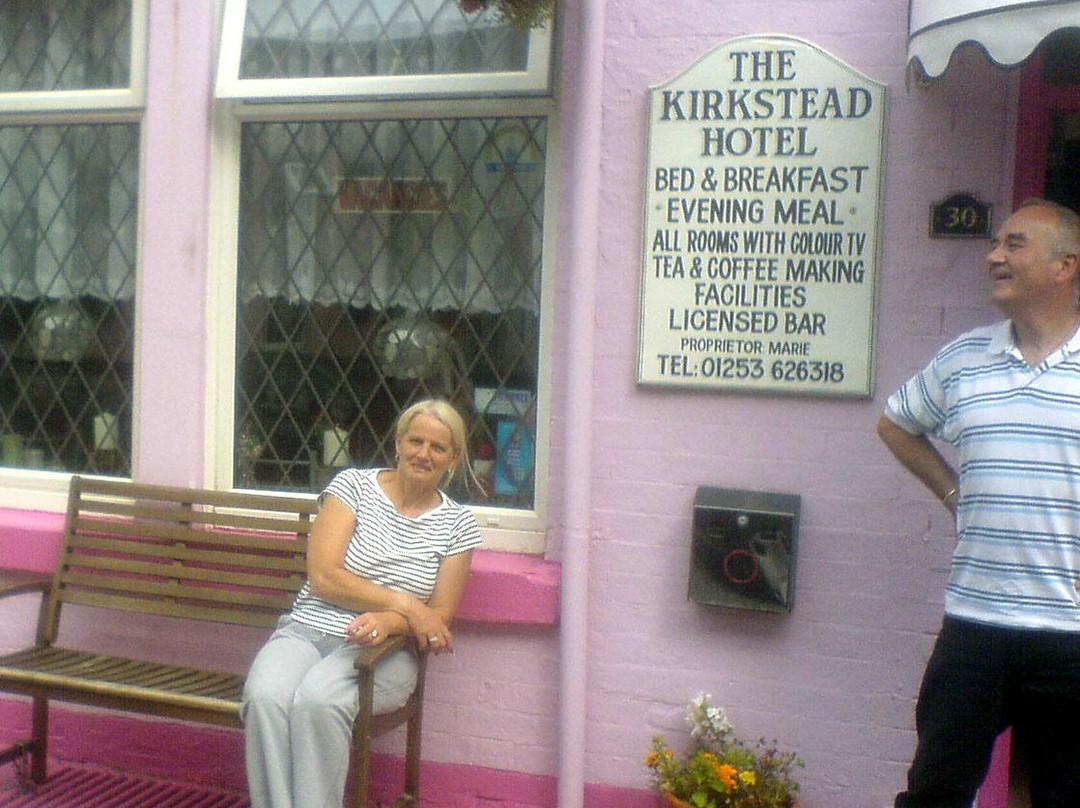 THE
KIRKSTEAD
HOTEL
BED & BREAKFAST
· EVENING MEAL ·
ALL ROOMS WITH COLOUR TV
TEA & COFFEE MAKING
FACILITIES
LICENSED BAR
PROPRIETOR MARIE
TEL: 01253 626318
30
VACANCIES